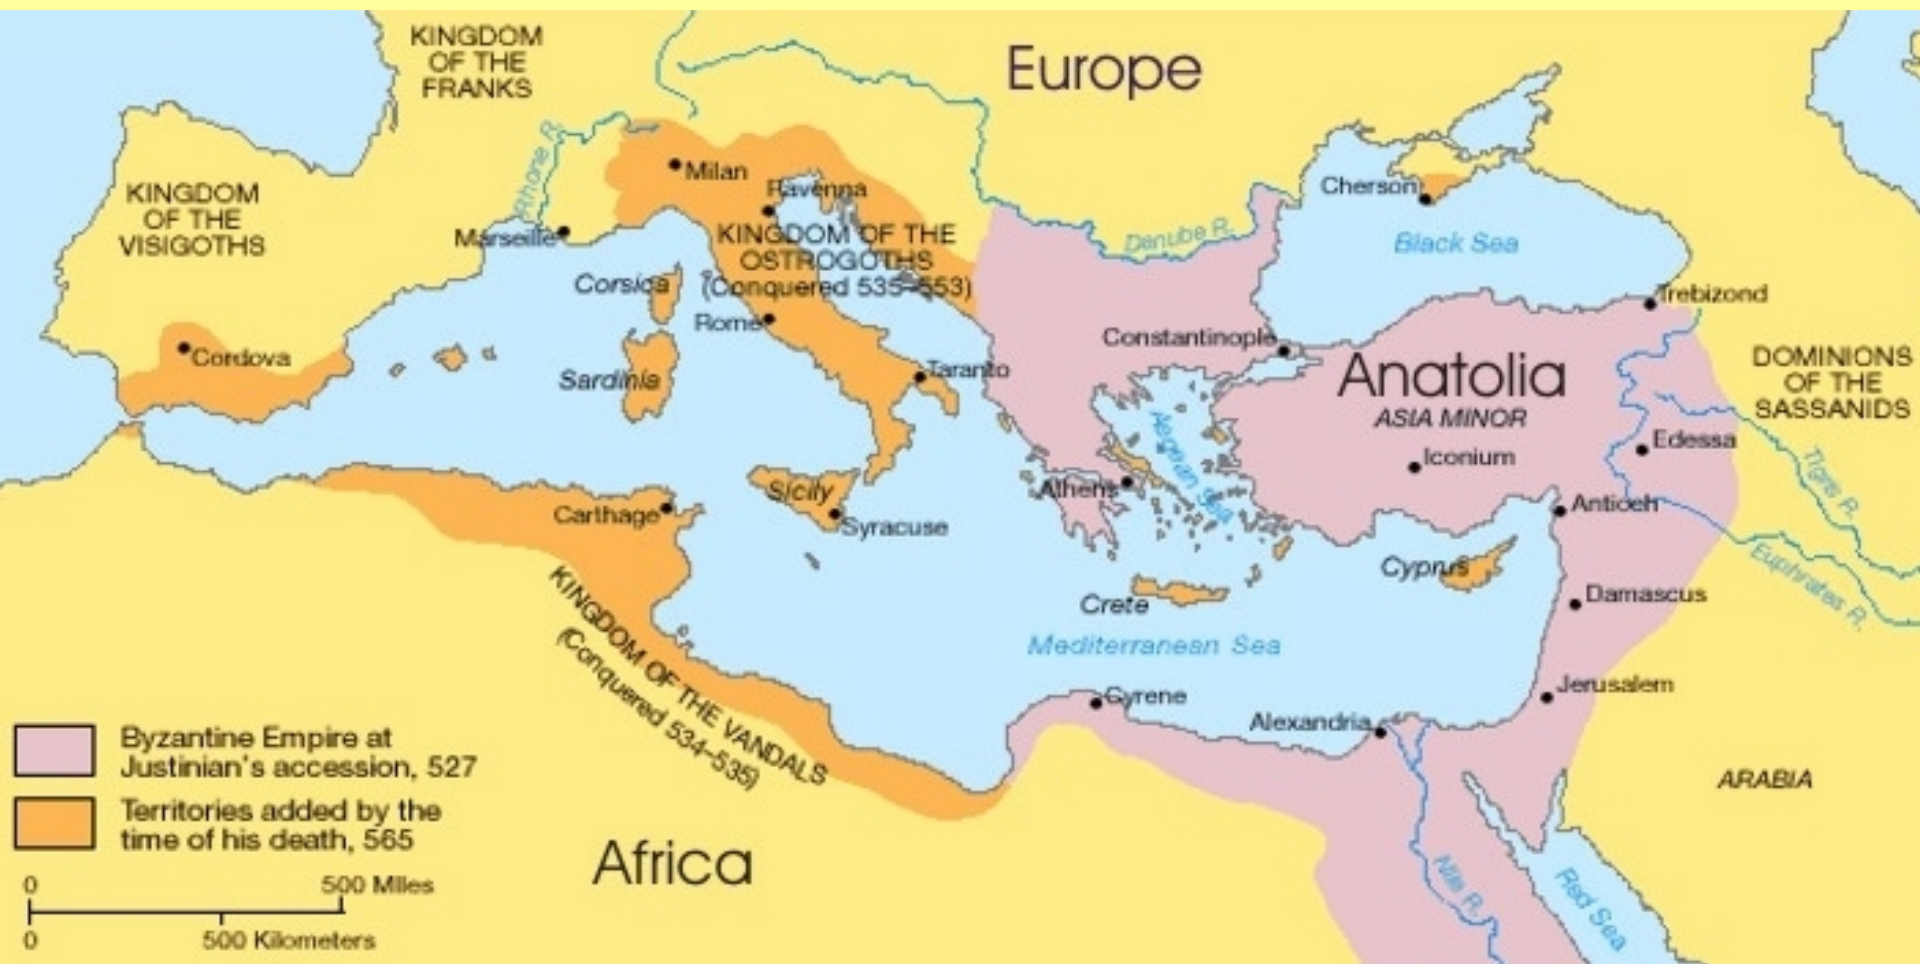 KINGDOM
OF THE
FRANKS
Europe
KINGDOM
OF THE
VISIGOTHS
Rhone R.
Milan
Ravenna
Marseille
KINGDOM OF THE
OSTROGOTHS
(Conquered 535–553)
Corsica
Rome
Cordova
Sardinia
Taranto
Danube R.
Cherson
Black Sea
Trebizond
Constantinople
Anatolia
ASIA MINOR
DOMINIONS
OF THE
SASSANIDS
Aegean Sea
Iconium
Edessa
Tigris R.
Athens
Antioch
Sicily
Carthage
Syracuse
Cyprus
Euphrates R.
Crete
Damascus
Mediterranean Sea
KINGDOM OF THE VANDALS
(Conquered 534–535)
Cyrene
Jerusalem
Alexandria
ARABIA
Byzantine Empire at
Justinian's accession, 527
Territories added by the
time of his death, 565
Africa
Nile R.
Red Sea
0 500 Miles
0 500 Kilometers